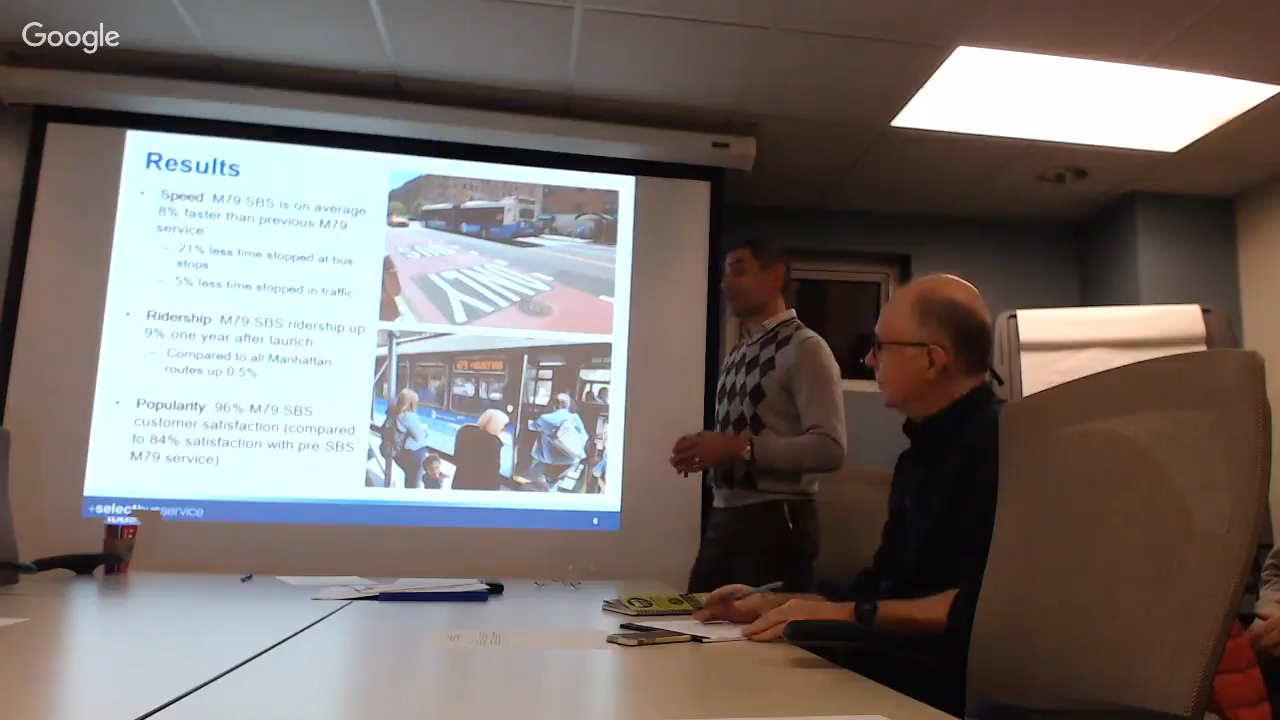 Google
Results
• Speed M79 SBS is on average
8% faster than previous M79
service
– 21% less time stopped at bus
stops
– 5% less time stopped in traffic
• Ridership M79 SBS ridership up
9% one year after launch
– Compared to all Manhattan
routes up 0.5%
• Popularity 96% M79 SBS
customer satisfaction (compared
to 84% satisfaction with pre-SBS
M79 service)
ONLY
+selectbusservice
6